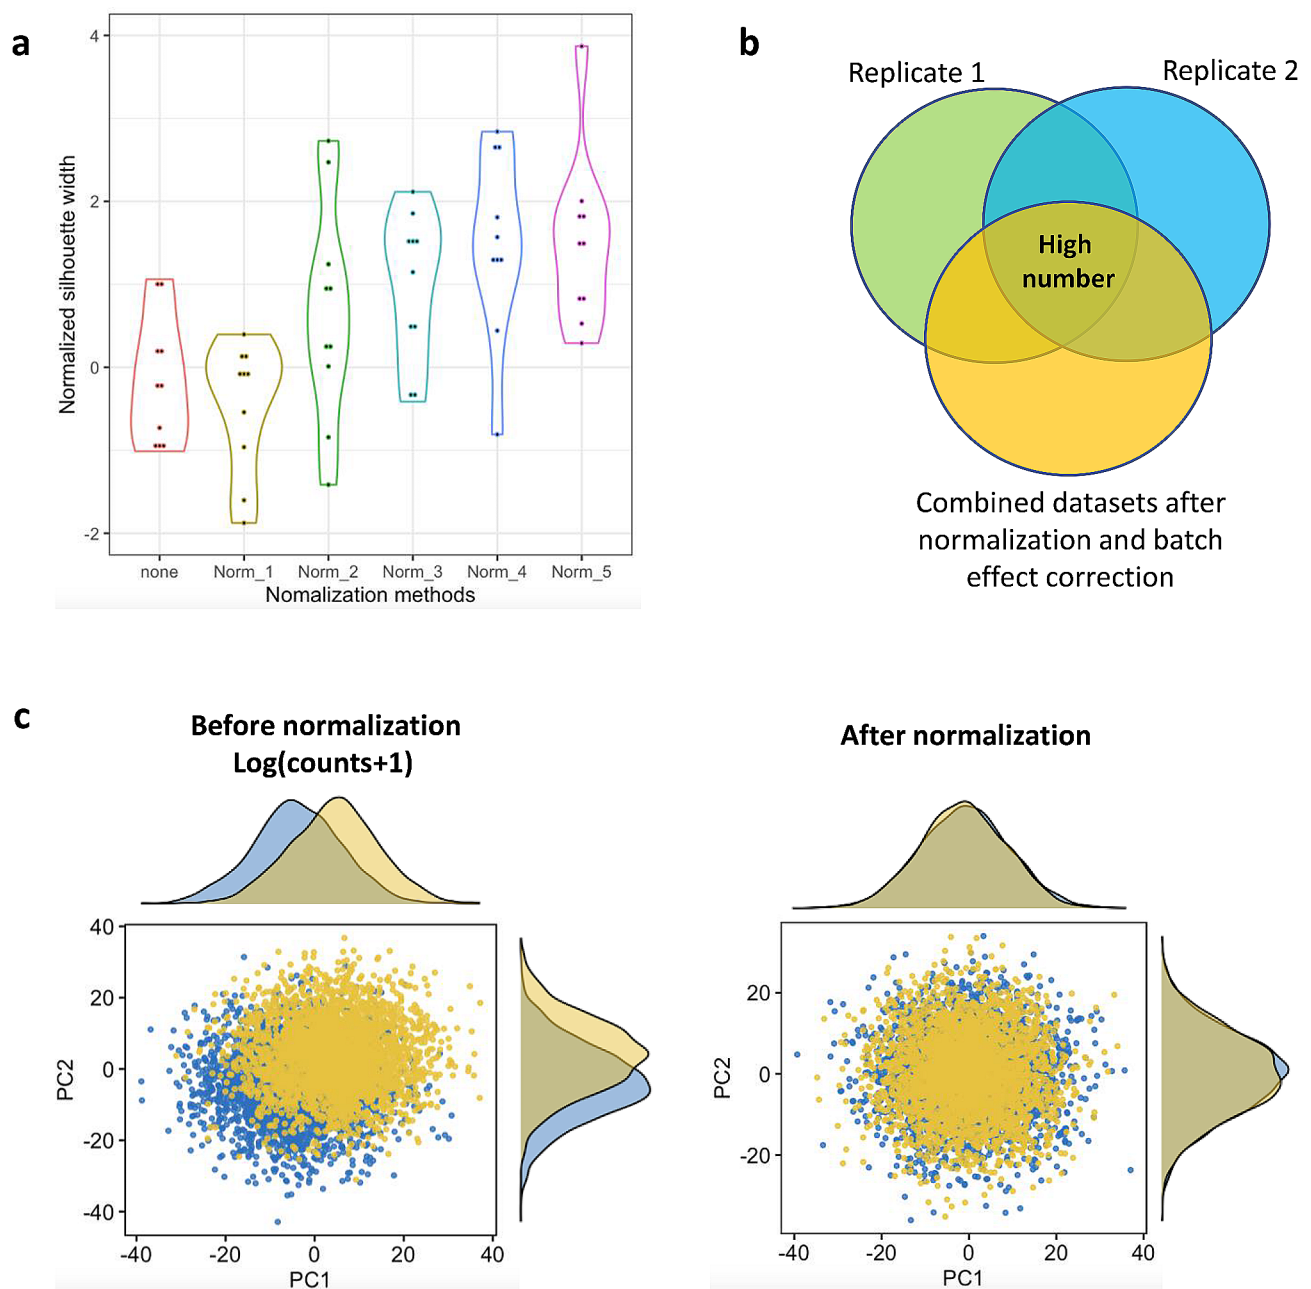 a
4
2
0
-2
Normalized silhouette width
none Norm_1 Norm_2 Norm_3 Norm_4 Norm_5
Nomalization methods
b
Replicate 1
Replicate 2
High
number
Combined datasets after
normalization and batch
effect correction
c
Before normalization
Log(counts+1)
40
20
0
-20
-40
PC2
-40 -20 0 20 40
PC1
After normalization
20
0
-20
PC2
-40 -20 0 20 40
PC1